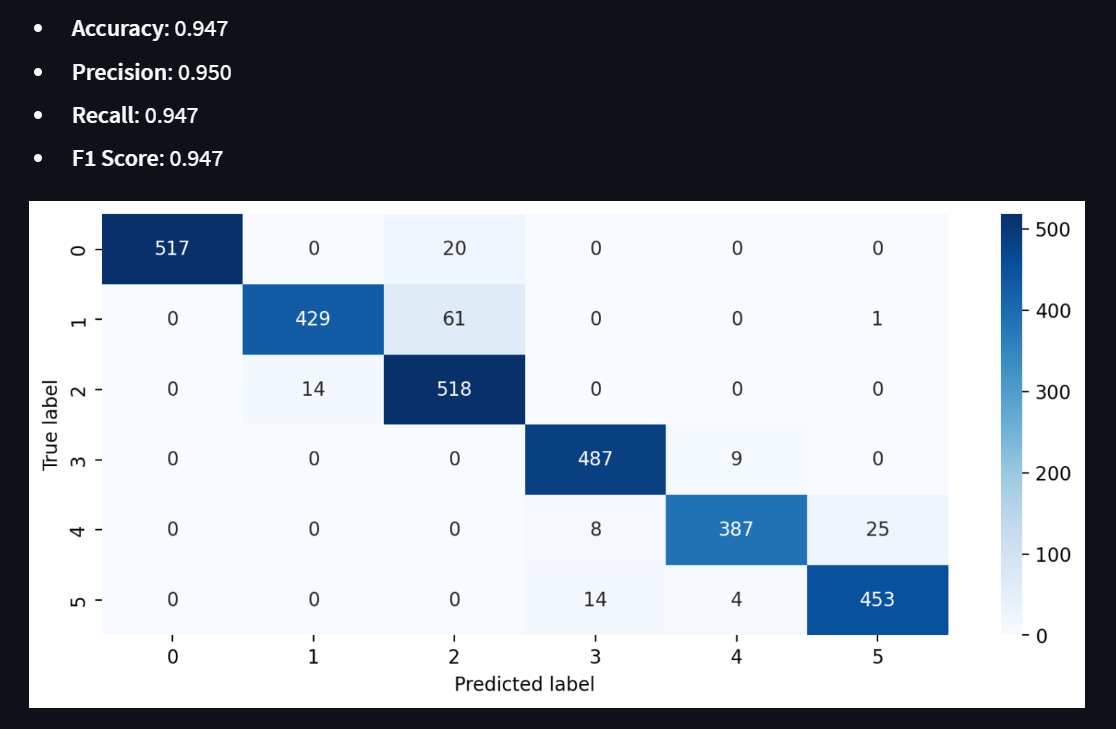 Accuracy: 0.947
Precision: 0.950
Recall: 0.947
F1 Score: 0.947
0 517 0 20 0 0 0
1 0 429 61 0 0 1
2 0 14 518 0 0 0
3 0 0 0 487 9 0
4 0 0 0 8 387 25
5 0 0 0 14 4 453
0 1 2 3 4 5
True label
Predicted label
500
400
300
200
100
0